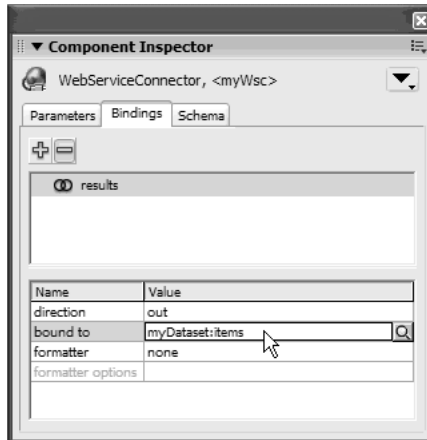 Component Inspector
WebServiceConnector, <myWsc>
Parameters Bindings Schema
results
Name Value
direction out
bound to myDataset:items
formatter none
formatter options